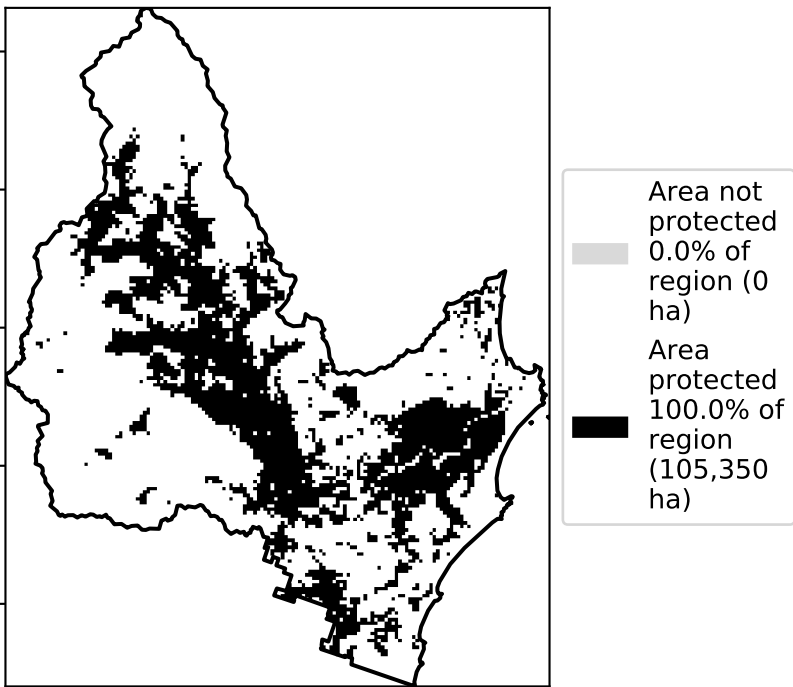 Area not
protected
0.0% of
region (0
ha)
Area
protected
100.0% of
region
(105,350
ha)